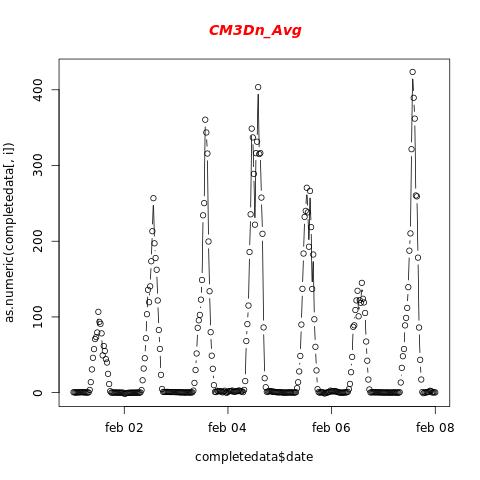 CM3Dn_Avg
as.numeric(completedata[, i])
400
300
200
100
0
feb 02
feb 04
feb 06
feb 08
completedata$date